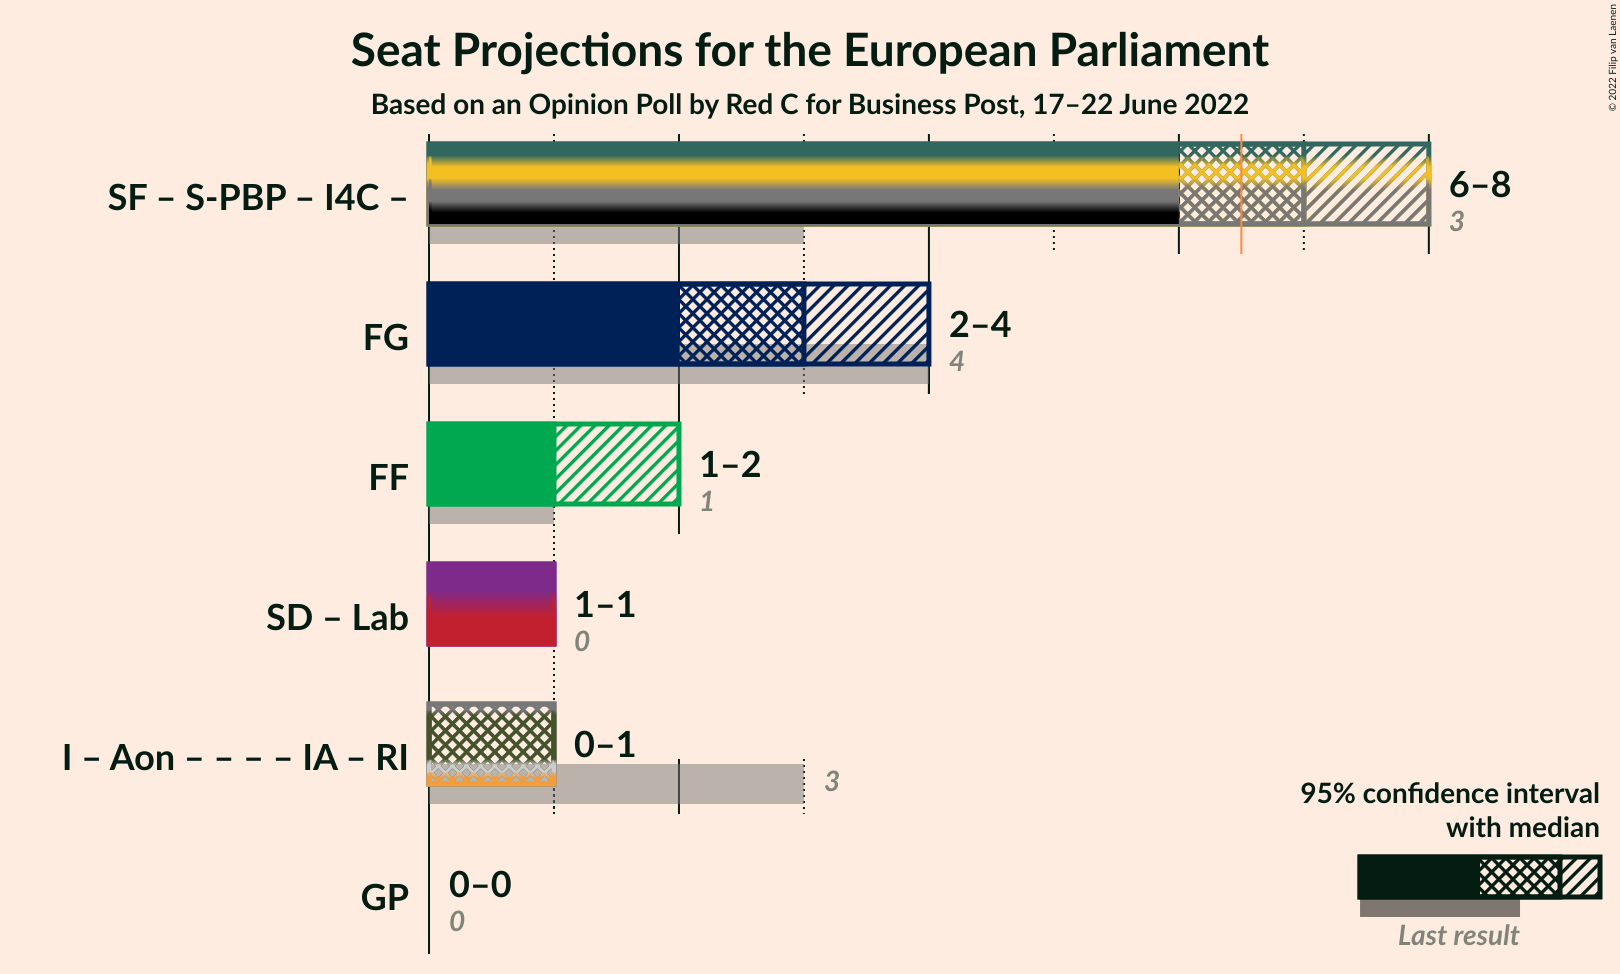 Seat Projections for the European Parliament
Based on an Opinion Poll by Red C for Business Post, 17–22 June 2022
© 2022 Filip van Laenen
SF – S-PBP – I4C –
6–8
3
FG
2–4
4
FF
1–2
1
SD – Lab
1–1
0
I – Aon – – – – IA – RI
0–1
3
GP
0–0
0
95% confidence interval
with median
Last result